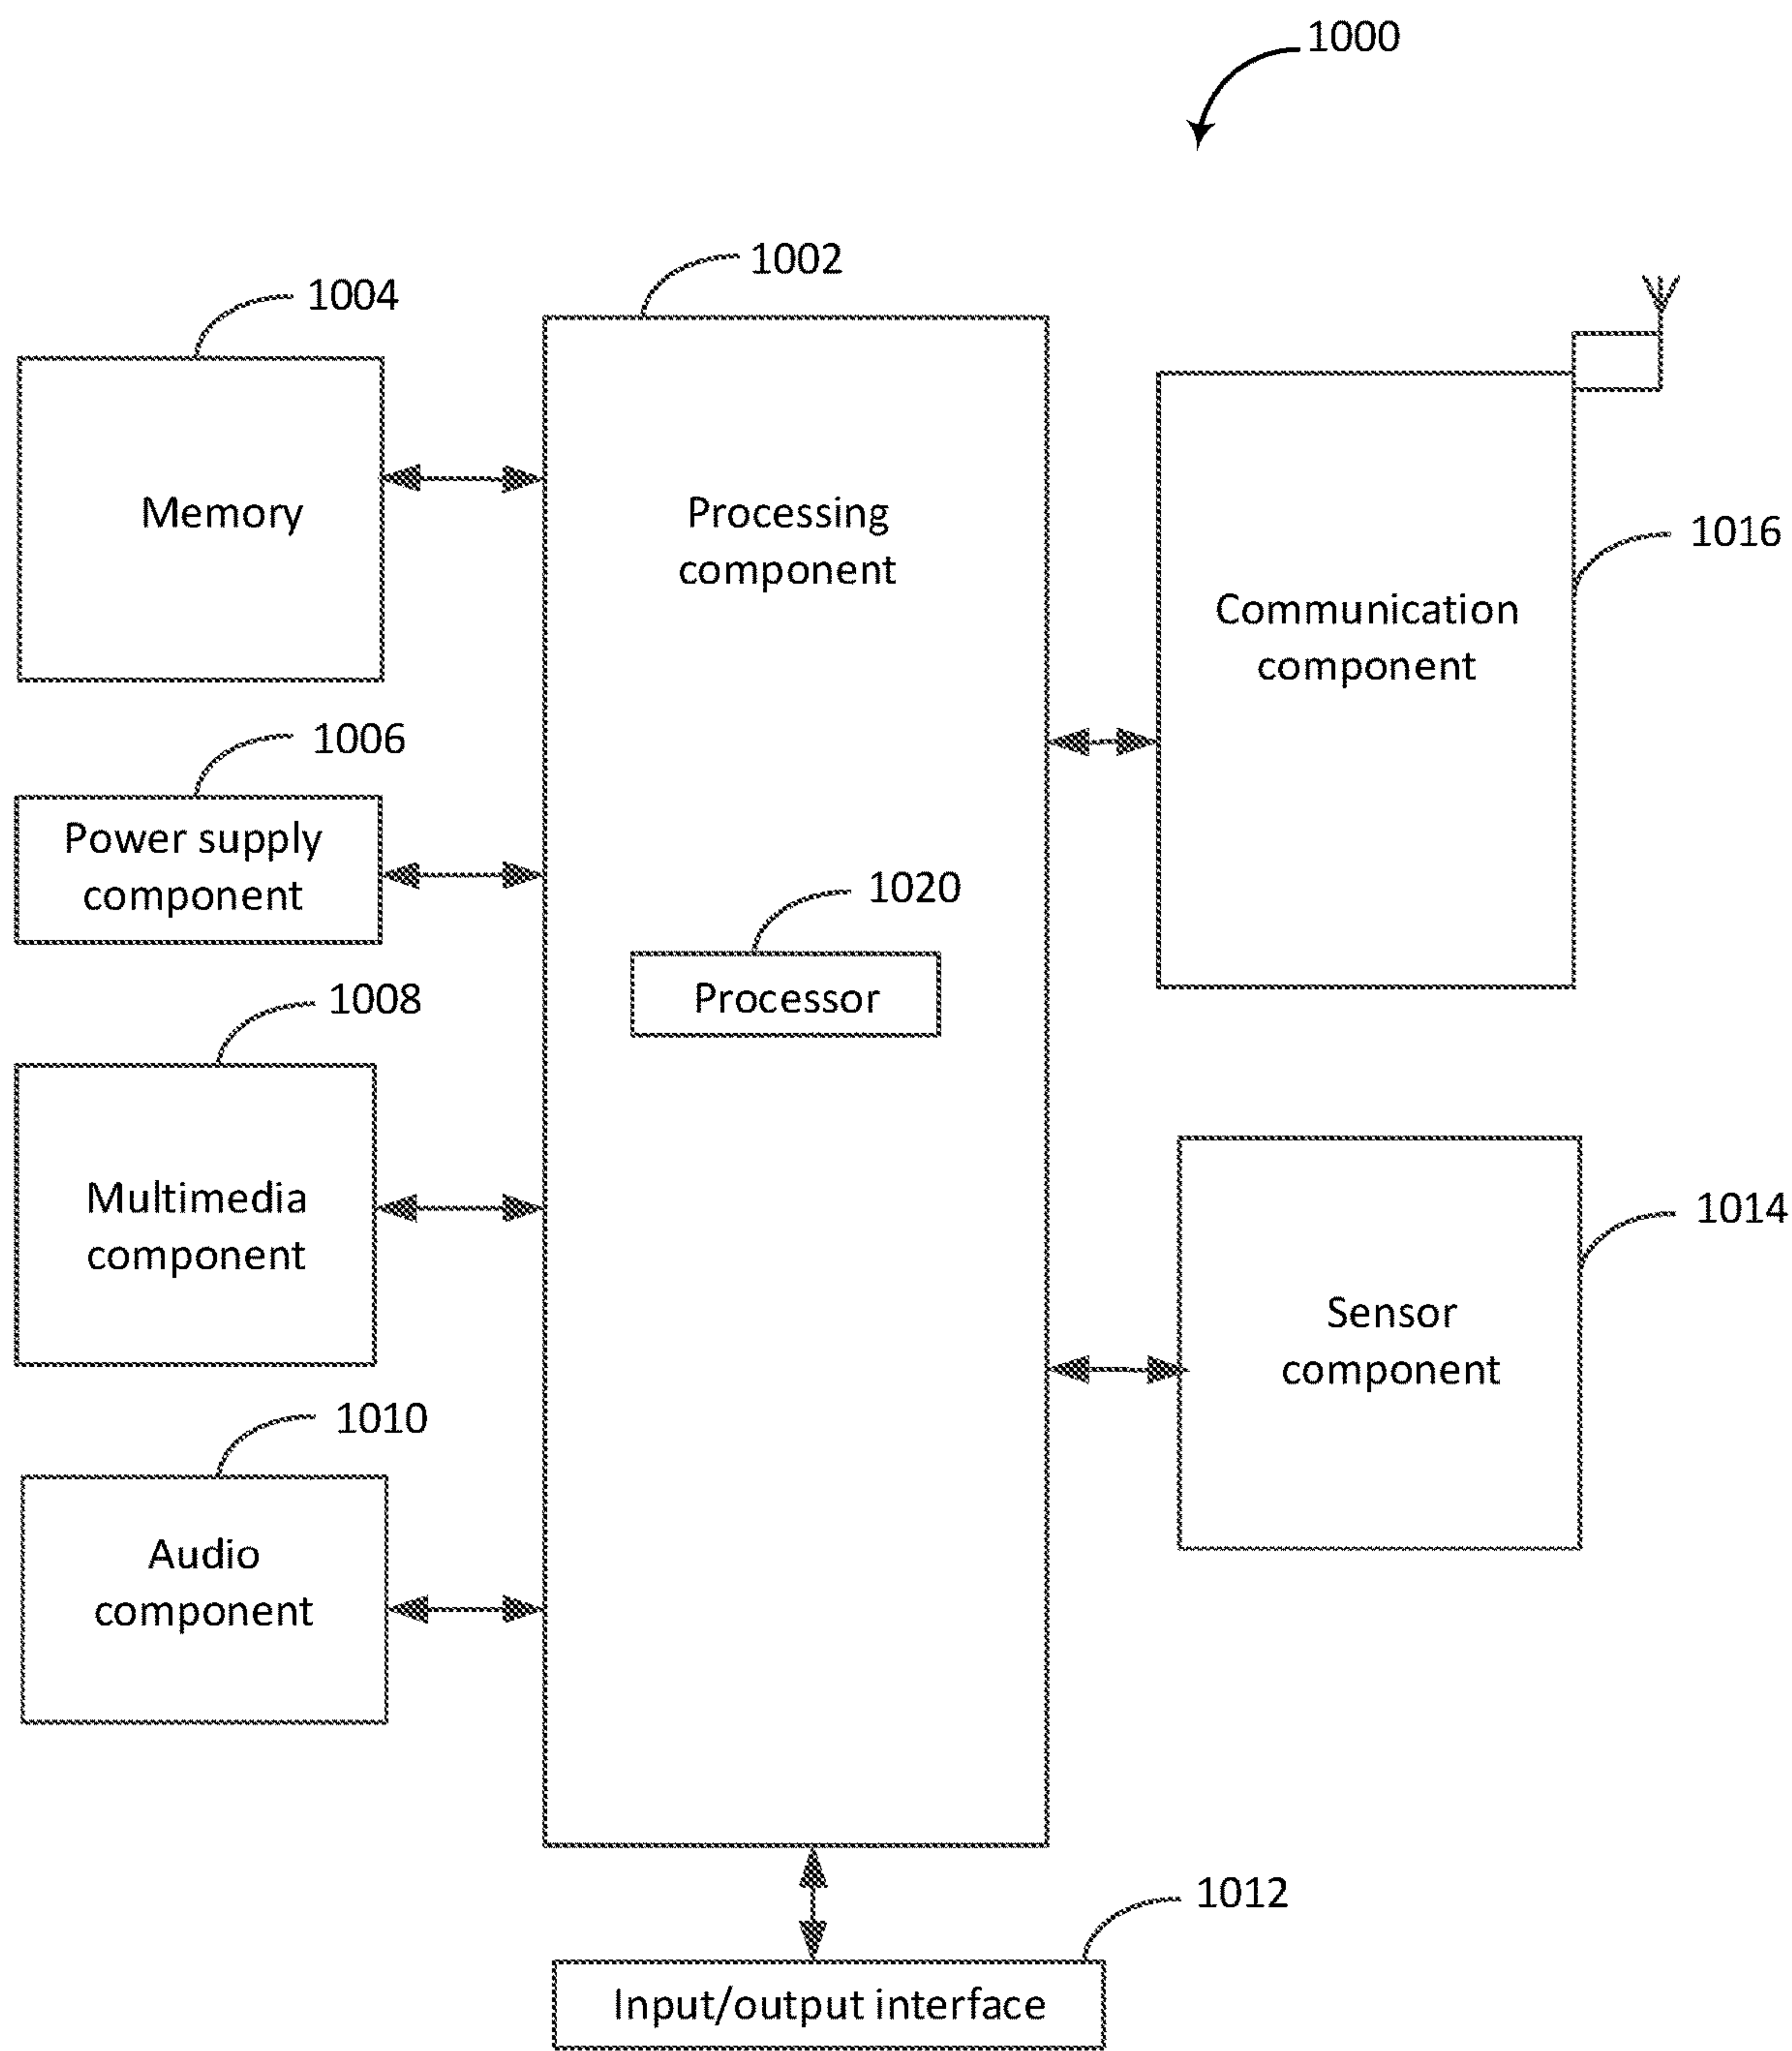 1000
1002
1004
Memory
Processing
component
1016
Communication
component
1006
Power supply
component
1020
Processor
1008
Multimedia
component
1014
Sensor
component
1010
Audio
component
1012
Input/output interface